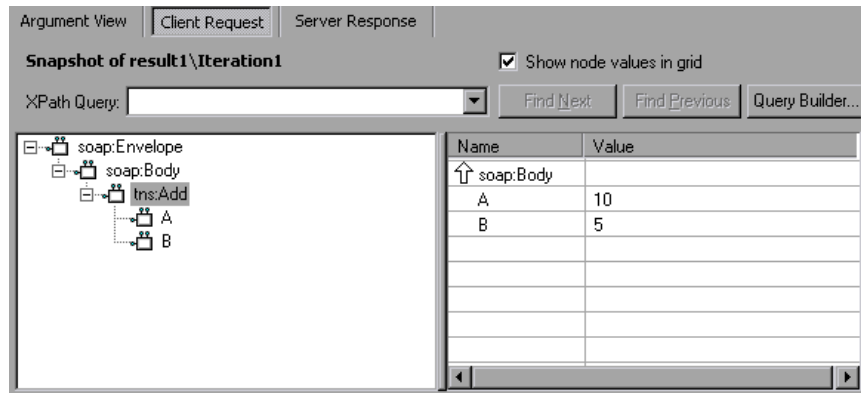 Argument View Client Request Server Response
Snapshot of result1\Iteration1
Show node values in grid
XPath Query:
Find Next Find Previous Query Builder...
soap:Envelope
soap:Body
tns:Add
A
B
Name Value
soap:Body
A 10
B 5